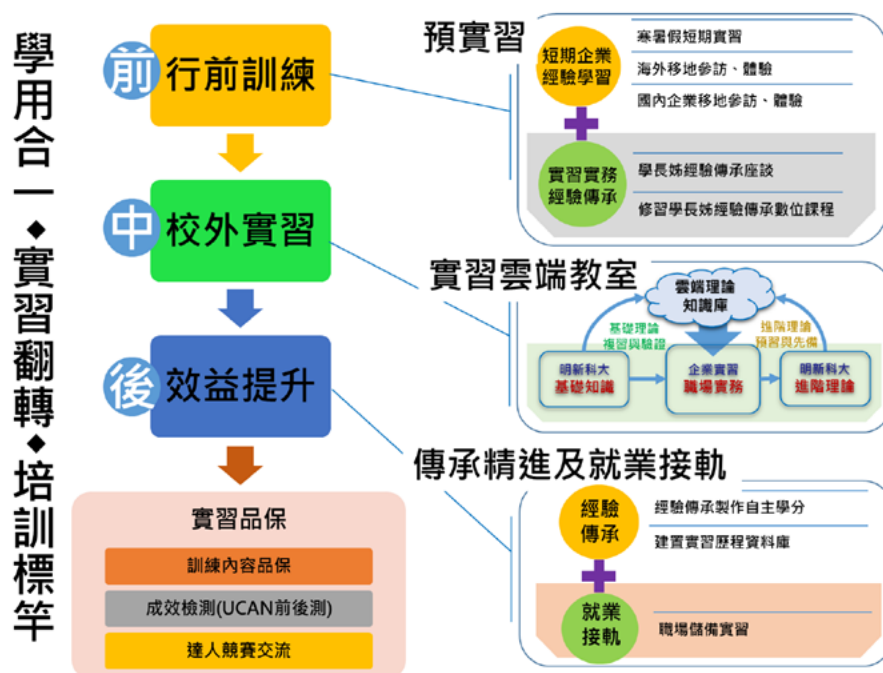 學用合一◆實習翻轉◆培訓標竿
前
行前訓練
中
校外實習
後
效益提升
實習品保
訓練內容品保
成效檢測(UCAN前後測)
達人競賽交流
預實習
短期企業
經驗學習
寒暑假短期實習
海外移地參訪、體驗
國內企業移地參訪、體驗
實習實務
經驗傳承
學長姊經驗傳承座談
修習學長姊經驗傳承數位課程
實習雲端教室
雲端理論
知識庫
基礎理論
複習與驗證
進階理論
預習與先備
明新科大
基礎知識
企業實習
職場實務
明新科大
進階理論
傳承精進及就業接軌
經驗
傳承
經驗傳承製作自主學分
建置實習歷程資料庫
就業
接軌
職場儲備實習